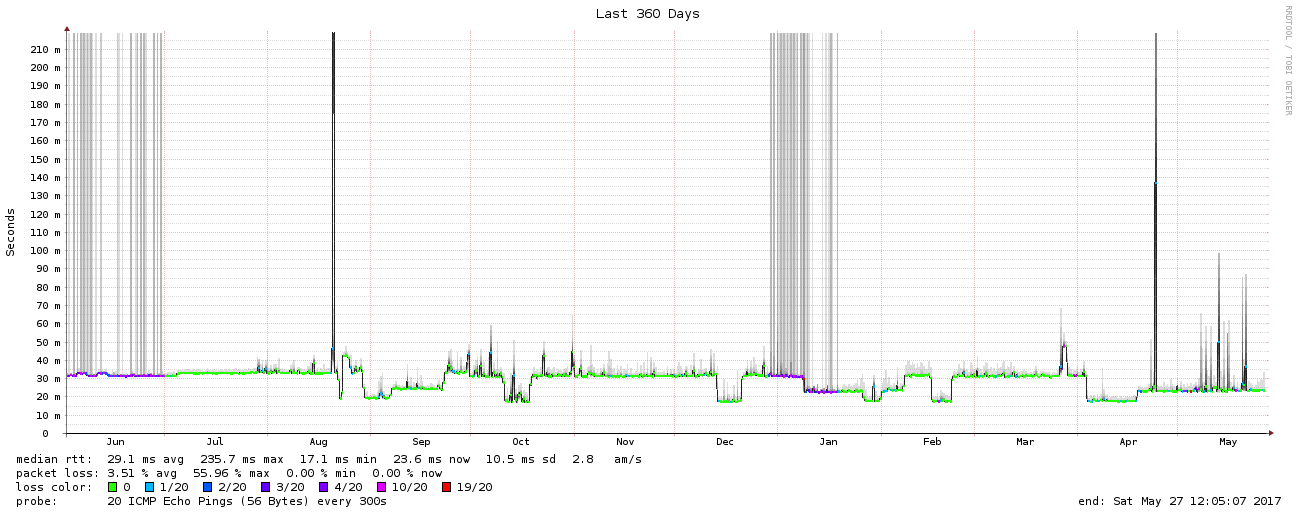 Last 360 Days
RRDTOOL / TOBI OETIKER
Seconds
210 m
200 m
190 m
180 m
170 m
160 m
150 m
140 m
130 m
120 m
110 m
100 m
90 m
80 m
70 m
60 m
50 m
40 m
30 m
20 m
10 m
0
Jun Jul Aug Sep Oct Nov Dec Jan Feb Mar Apr May
median rtt: 29.1 ms avg 235.7 ms max 17.1 ms min 23.6 ms now 10.5 ms sd 2.8 am/s
packet loss: 3.51 % avg 55.96 % max 0.00 % min 0.00 % now
loss color: 0 1/20 2/20 3/20 4/20 10/20 19/20
probe: 20 ICMP Echo Pings (56 Bytes) every 300s end: Sat May 27 12:05:07 2017